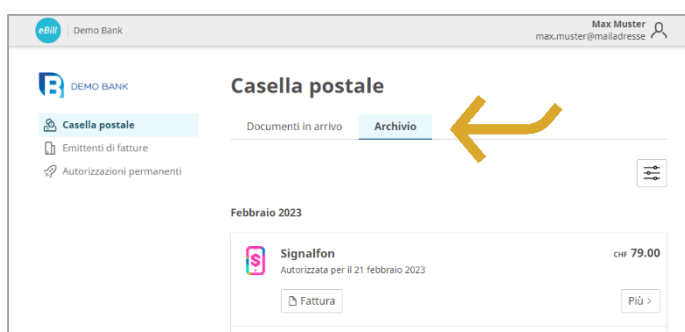 eBill Demo Bank
Max Muster
max.muster@mailadresse
DEMO BANK
Casella postale
Emittenti di fatture
Autorizzazioni permanenti
Casella postale
Documenti in arrivo Archivio
Febbraio 2023
Signalfon CHF 79.00
Autorizzata per il 21 febbraio 2023
Fattura Più >